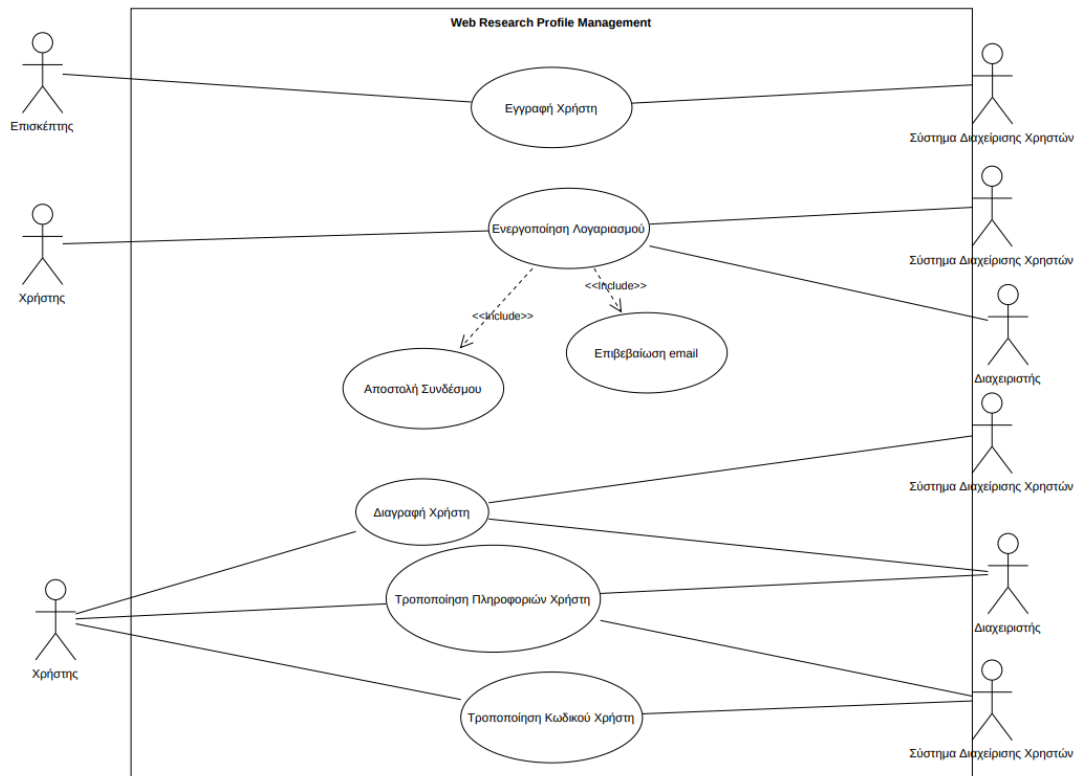 Web Research Profile Management
Επισκέπτης
Εγγραφή Χρήστη
Σύστημα Διαχείρισης Χρηστών
Χρήστης
Ενεργοποίηση Λογαριασμού
Σύστημα Διαχείρισης Χρηστών
<<Include>>
<<Include>>
Επιβεβαίωση email
Αποστολή Συνδέσμου
Διαχειριστής
Διαγραφή Χρήστη
Σύστημα Διαχείρισης Χρηστών
Τροποποίηση Πληροφοριών Χρήστη
Διαχειριστής
Χρήστης
Τροποποίηση Κωδικού Χρήστη
Σύστημα Διαχείρισης Χρηστών